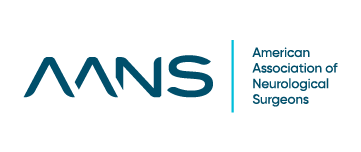 AANS
American
Association of
Neurological
Surgeons